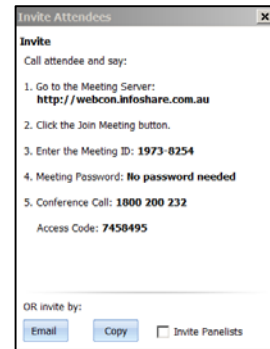 Invite Attendees
Invite
Call attendee and say:
1. Go to the Meeting Server:
http://webcon.infoshare.com.au
2. Click the Join Meeting button.
3. Enter the Meeting ID: 1973-8254
4. Meeting Password: No password needed
5. Conference Call: 1800 200 232
Access Code: 7458495
OR invite by:
Email Copy Invite Panelists